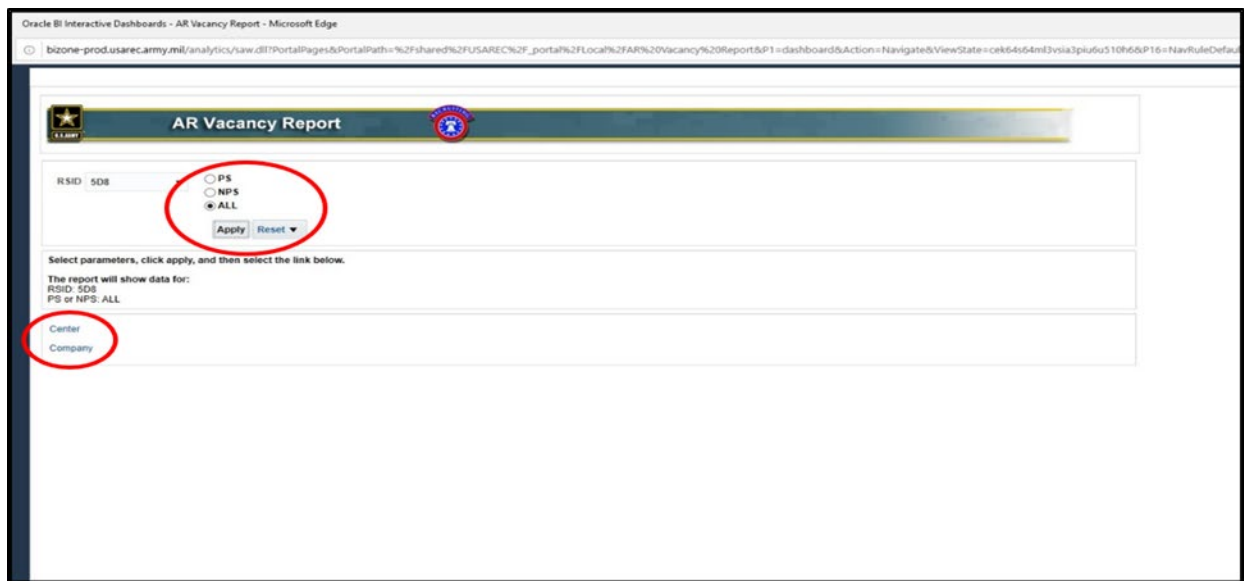 Oracle BI Interactive Dashboards - AR Vacancy Report - Microsoft Edge
bizone-prod.usarec.army.mil/analytics/saw.dll?PortalPages&PortalPath=%2Fshared%2FUSAREC%2F_portal%2FLocal%2FAR%20Vacancy%20Report&P1=dashboard&Action=Navigate&ViewState=cek64s64ml3vsia3piu6u510h6&P16=NavRuleDefaul
U.S.ARMY
AR Vacancy Report
RECRUITING
RSID 5D8
PS
NPS
ALL
Apply Reset
Select parameters, click apply, and then select the link below.
The report will show data for:
RSID: 5D8
PS or NPS: ALL
Center
Company